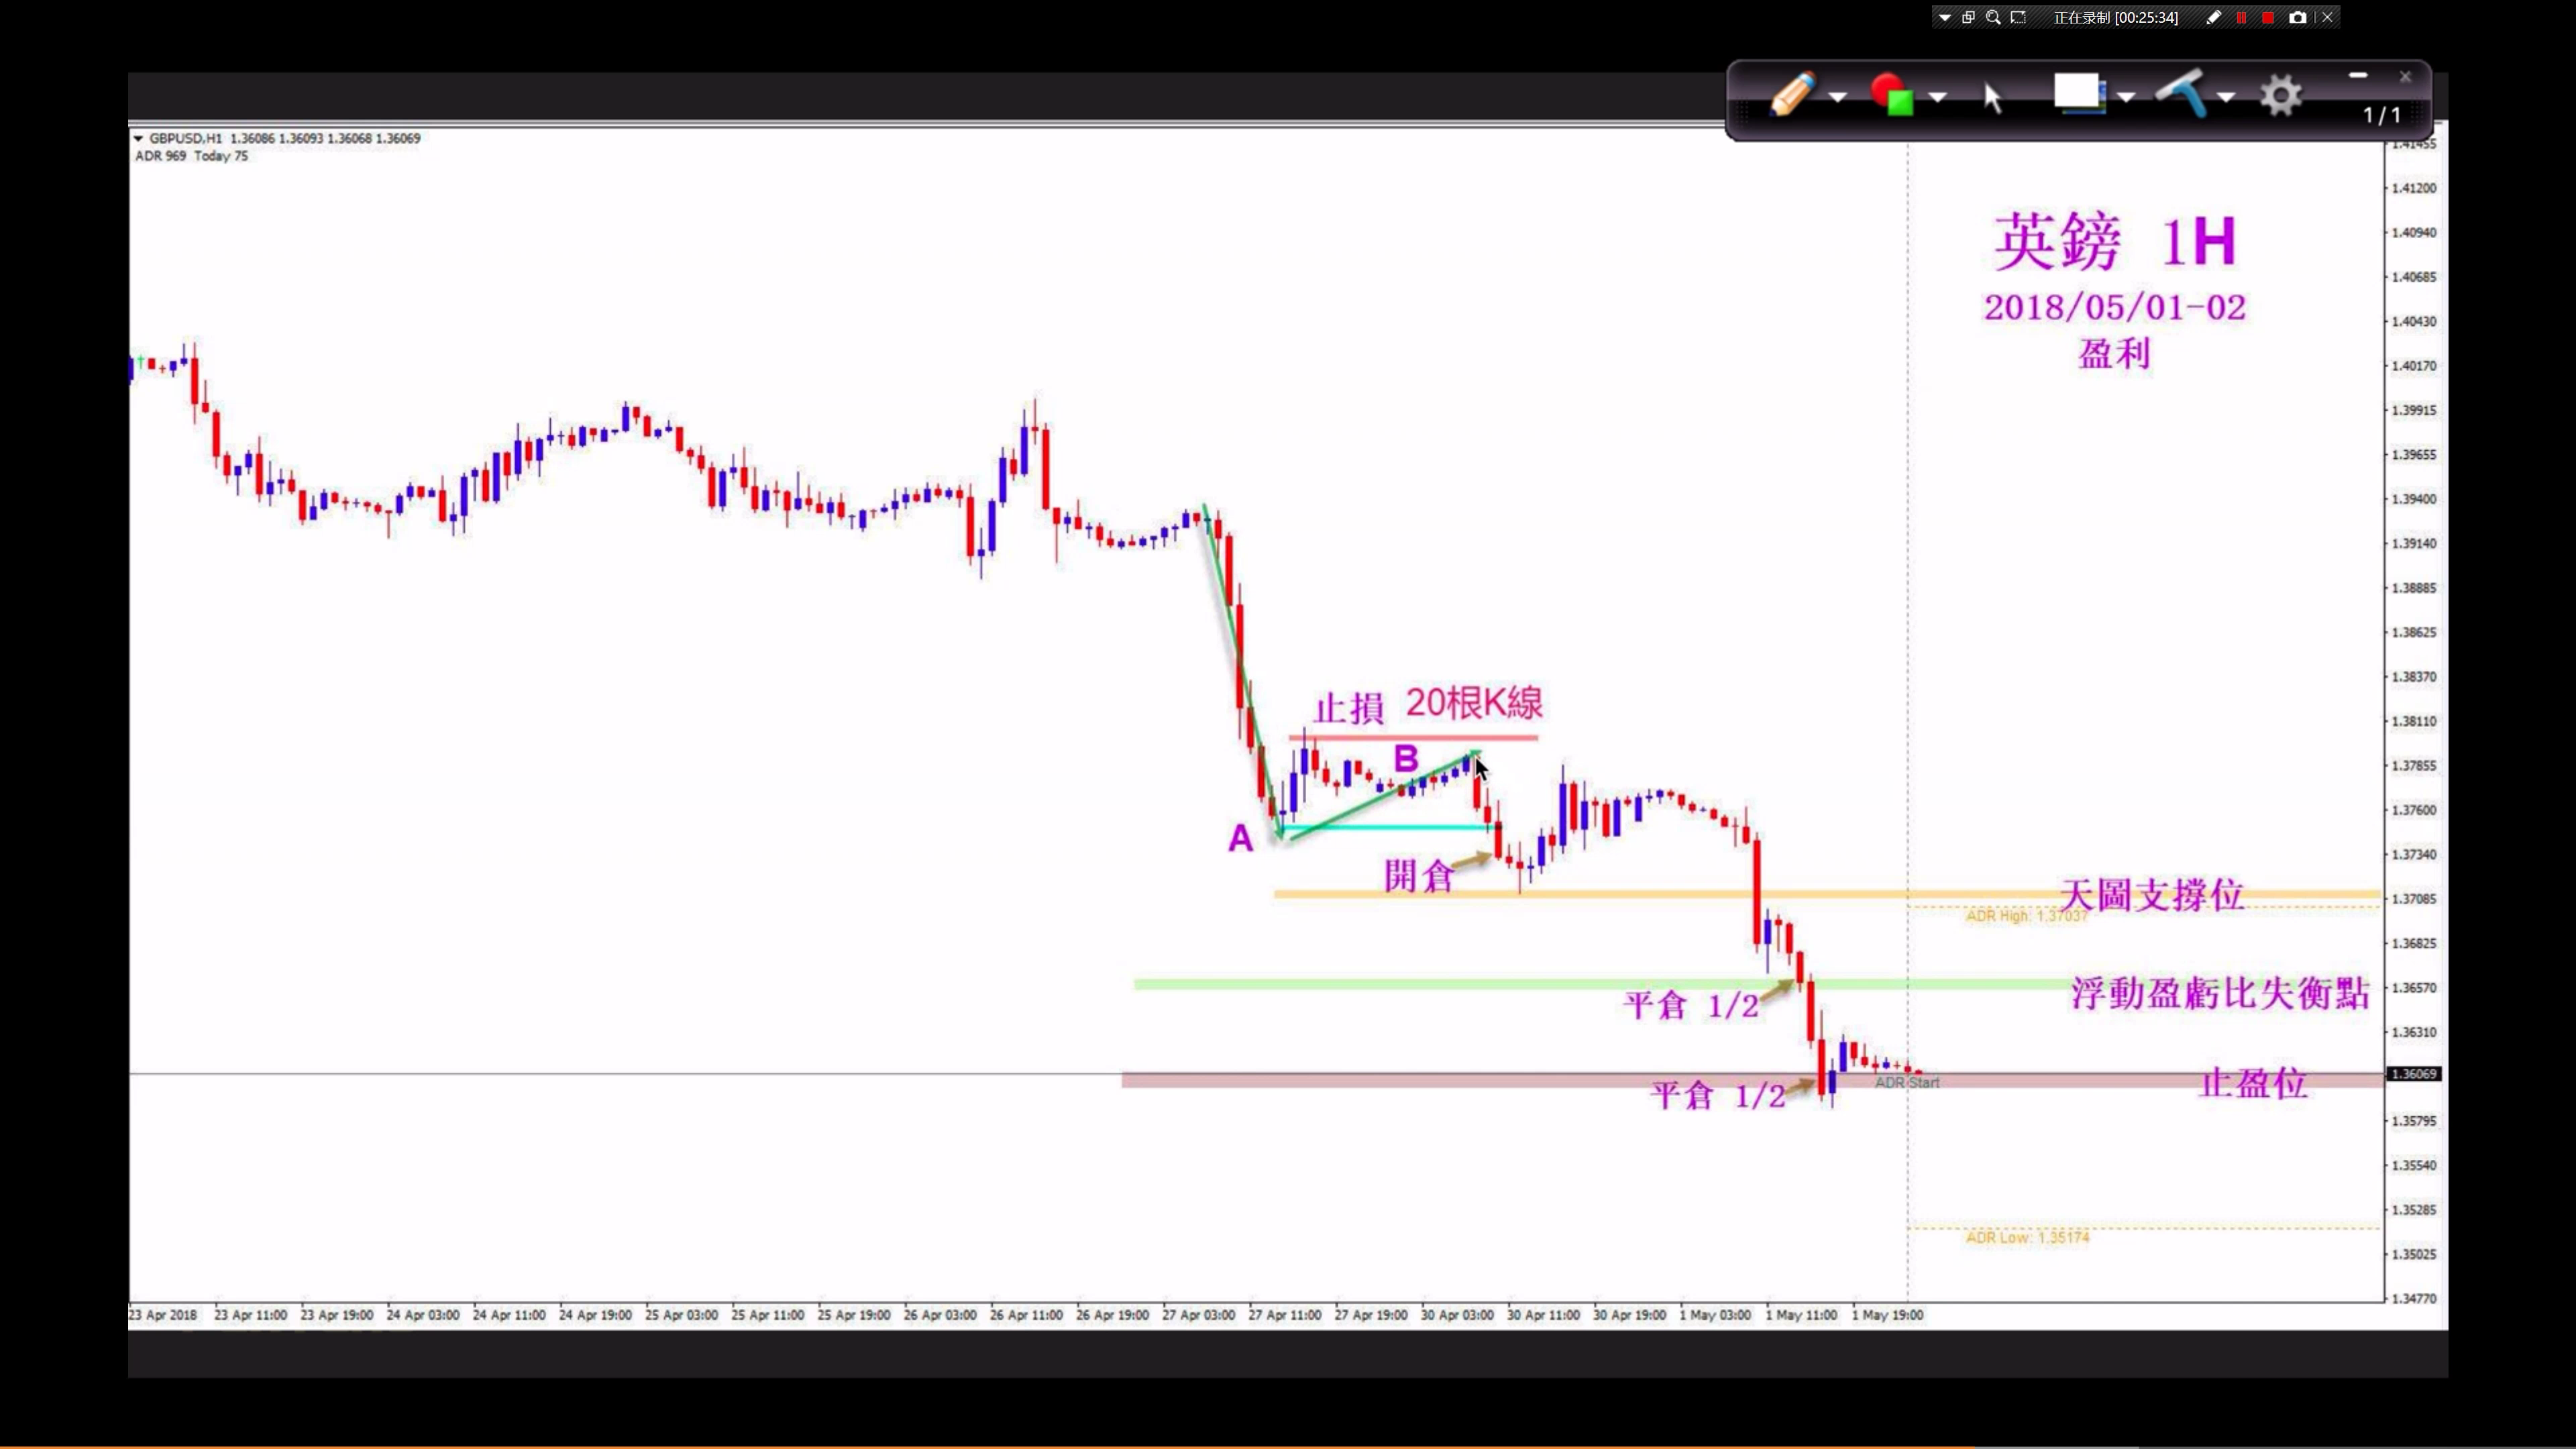 正在录制 [00:25:34]
1/1
GBPUSD,H1 1.36086 1.36093 1.36068 1.36069
ADR 969 Today 75
英鎊 1H
2018/05/01-02
盈利
止損 20根K線
B
A
開倉
天圖支撐位
ADR High: 1.37037
浮動盈虧比失衡點
平倉 1/2
止盈位
平倉 1/2
ADR Start
ADR Low: 1.35174
1.41455
1.41200
1.40940
1.40685
1.40430
1.40170
1.39915
1.39655
1.39400
1.39140
1.38885
1.38625
1.38370
1.38110
1.37855
1.37600
1.37340
1.37085
1.36825
1.36570
1.36310
1.36069
1.35795
1.35540
1.35285
1.35025
1.34770
23 Apr 2018 23 Apr 11:00 23 Apr 19:00 24 Apr 03:00 24 Apr 11:00 24 Apr 19:00 25 Apr 03:00 25 Apr 11:00 25 Apr 19:00 26 Apr 03:00 26 Apr 11:00 26 Apr 19:00 27 Apr 03:00 27 Apr 11:00 27 Apr 19:00 30 Apr 03:00 30 Apr 11:00 30 Apr 19:00 1 May 03:00 1 May 11:00 1 May 19:00